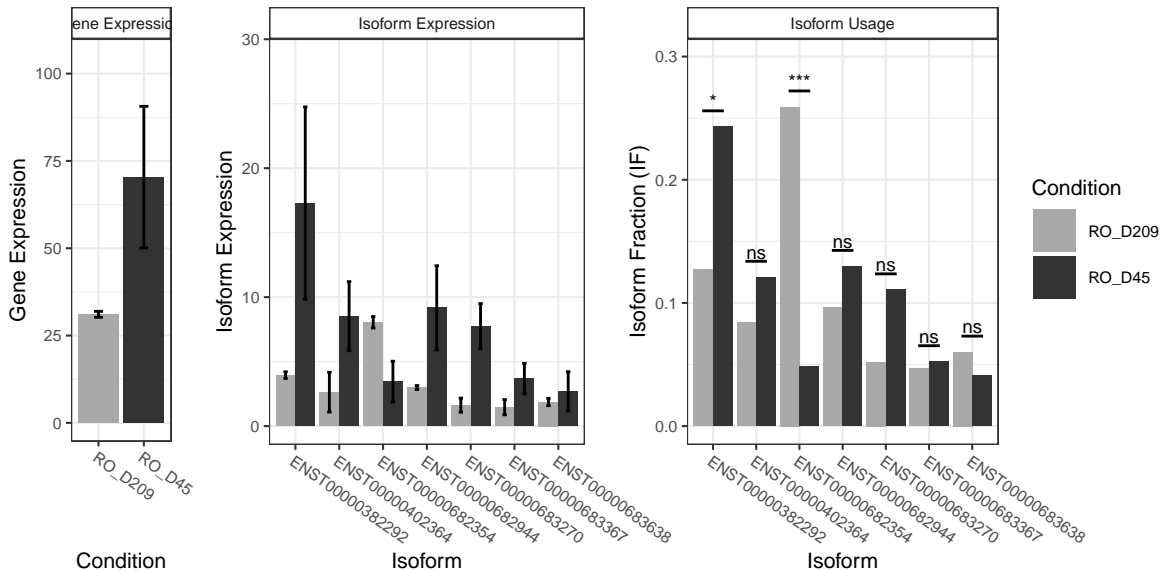 ene Expressio
Gene Expression
100
75
50
25
0
RO_D209
RO_D45
Condition
Isoform Expression
Isoform Expression
30
20
10
0
ENST00000382292
ENST00000402364
ENST00000682354
ENST00000682944
ENST00000683270
ENST00000683367
ENST00000683638
Isoform
Isoform Usage
Isoform Fraction (IF)
0.3
0.2
0.1
0.0
*
ns
***
ns
ns
ns
ns
ENST00000382292
ENST00000402364
ENST00000682354
ENST00000682944
ENST00000683270
ENST00000683367
ENST00000683638
Isoform
Condition
RO_D209
RO_D45